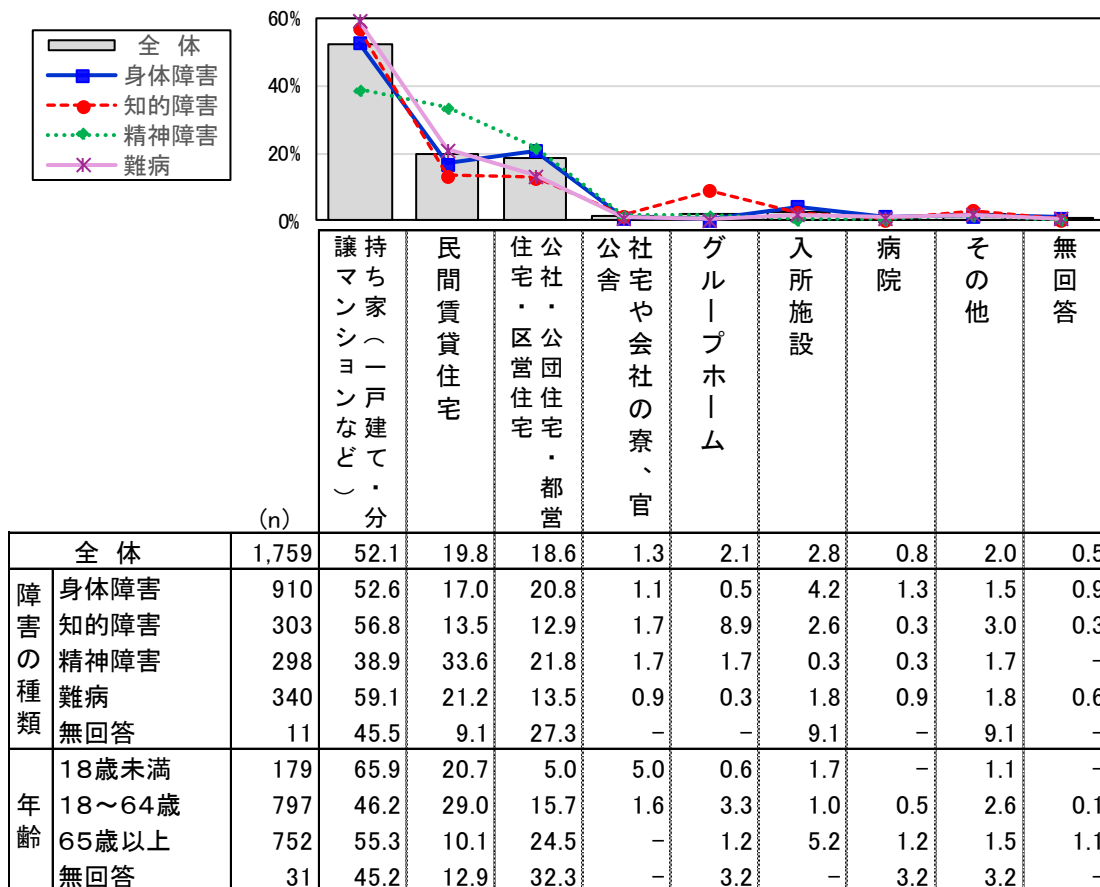 全 体
身体障害
知的障害
精神障害
難病
60%
40%
20%
0%
持ち家（一戸建て・分
譲マンションなど）
民間賃貸住宅
公社・公団住宅・都営
住宅・区営住宅
社宅や会社の寮、官
公舎
グループホーム
入所施設
病院
その他
無回答
(n)
全 体 1,759 52.1 19.8 18.6 1.3 2.1 2.8 0.8 2.0 0.5
障害の種類
身体障害 910 52.6 17.0 20.8 1.1 0.5 4.2 1.3 1.5 0.9
知的障害 303 56.8 13.5 12.9 1.7 8.9 2.6 0.3 3.0 0.3
精神障害 298 38.9 33.6 21.8 1.7 1.7 0.3 0.3 1.7 −
難病 340 59.1 21.2 13.5 0.9 0.3 1.8 0.9 1.8 0.6
無回答 11 45.5 9.1 27.3 − − 9.1 − 9.1 −
年齢
18歳未満 179 65.9 20.7 5.0 5.0 0.6 1.7 − 1.1 −
18～64歳 797 46.2 29.0 15.7 1.6 3.3 1.0 0.5 2.6 0.1
65歳以上 752 55.3 10.1 24.5 − 1.2 5.2 1.2 1.5 1.1
無回答 31 45.2 12.9 32.3 − 3.2 − 3.2 3.2 −